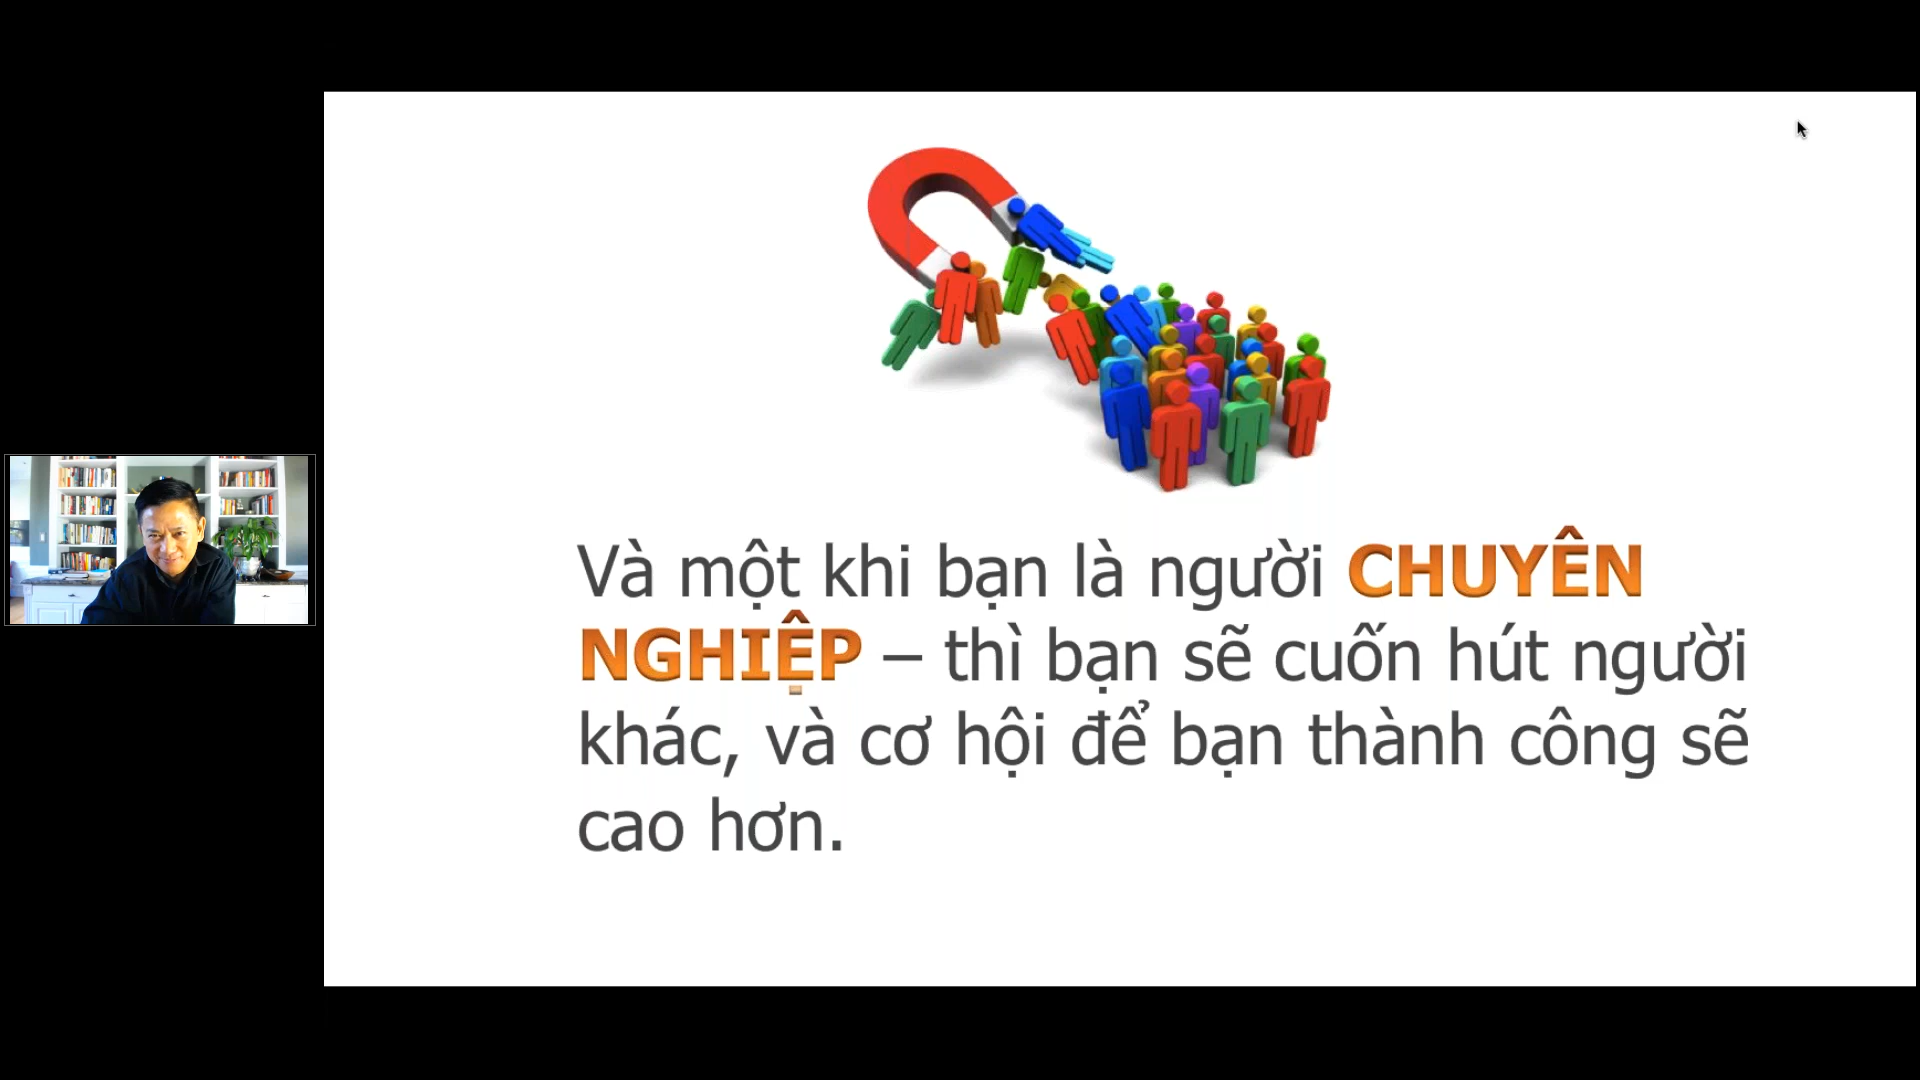 Và một khi bạn là người CHUYÊN
NGHIỆP – thì bạn sẽ cuốn hút người
khác, và cơ hội để bạn thành công sẽ
cao hơn.